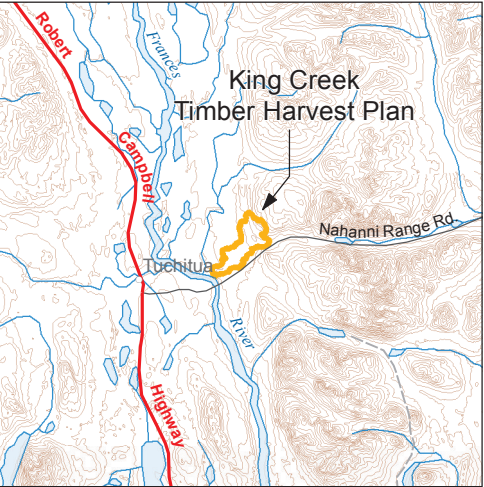 Robert
Campbell
Highway
Frances
River
King Creek
Timber Harvest Plan
Nahanni Range Rd.
Tuchitua